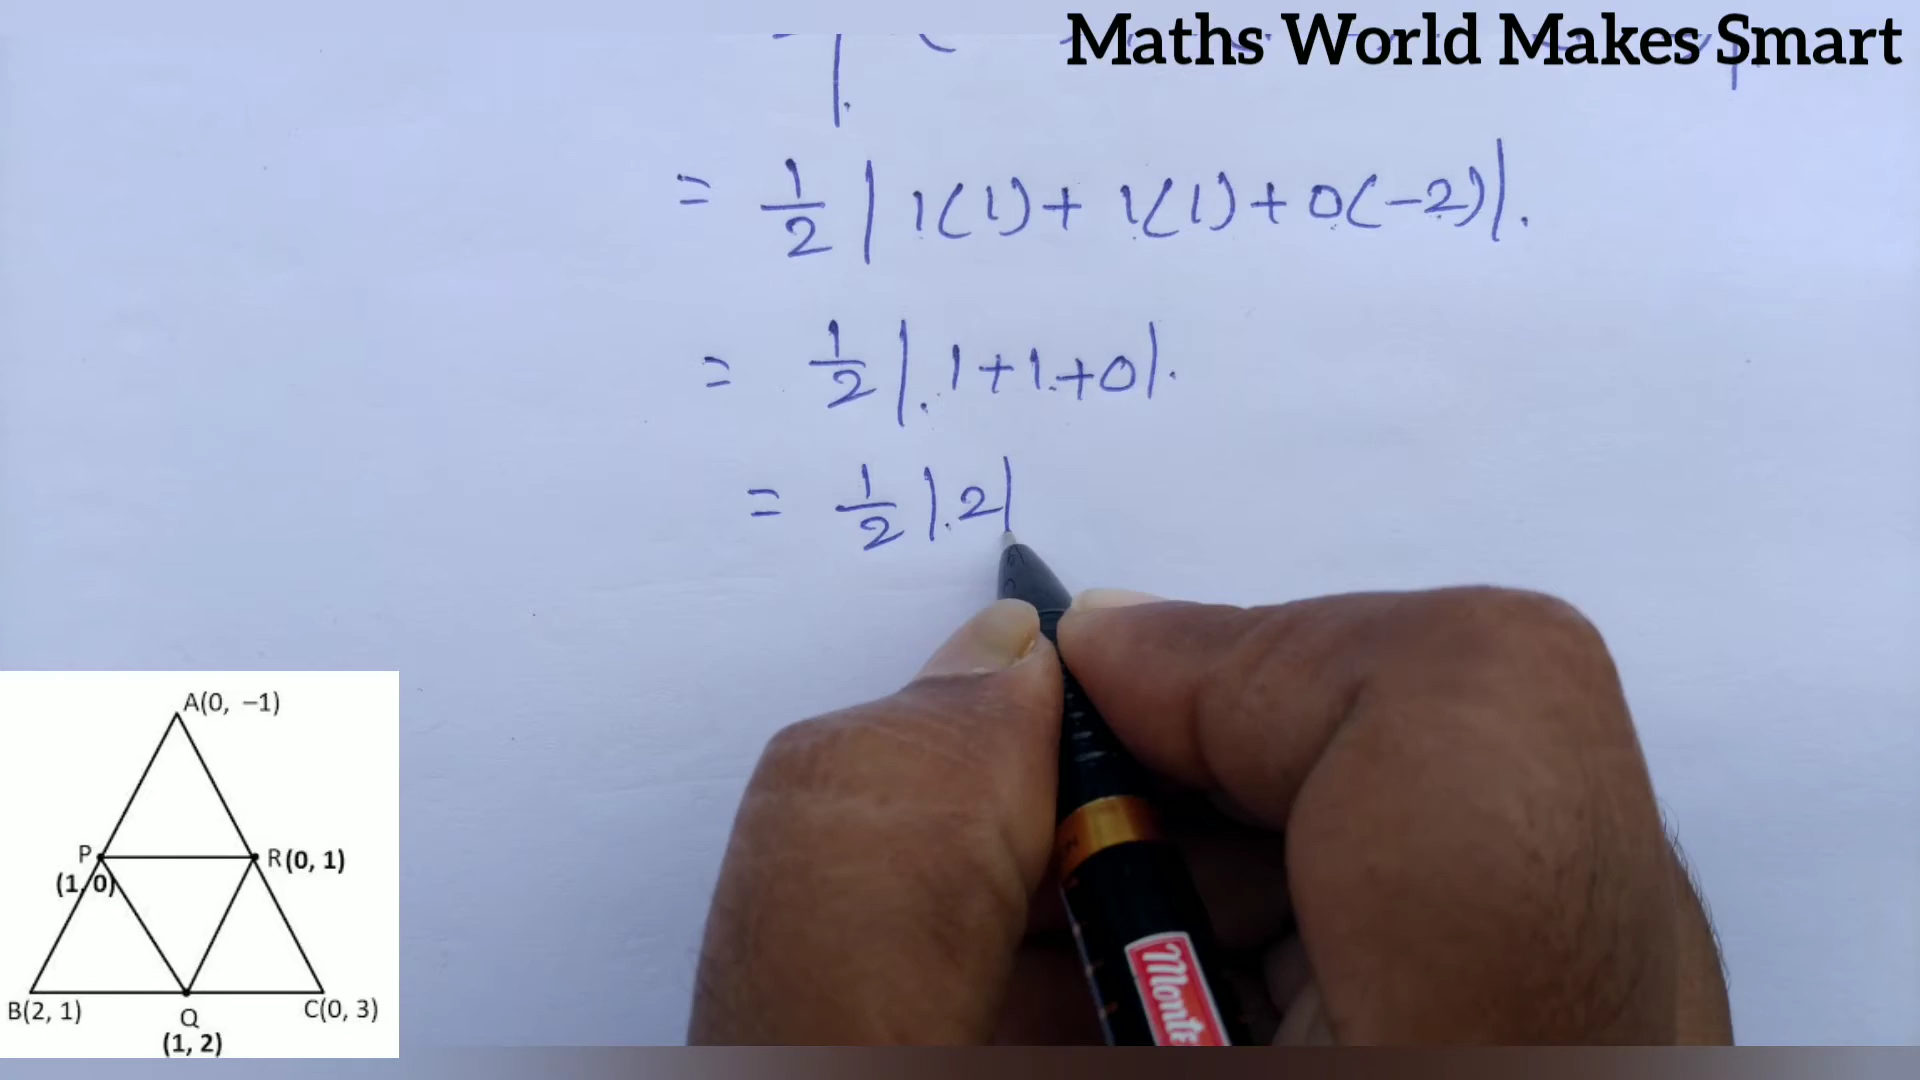 Maths World Makes Smart
= 1/2 | 1(1) + 1(1) + 0(-2) |.
= 1/2 |. 1+1.+0 |.
= 1/2 |.2|
A(0, –1)
P
R(0, 1)
(1, 0)
B(2, 1)
Q
C(0, 3)
(1, 2)
Monte